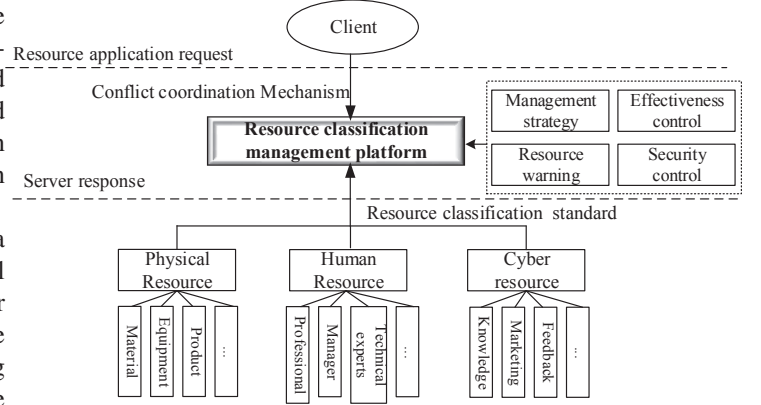 Client
Resource application request
Conflict coordination Mechanism
Resource classification
management platform
Management
strategy
Effectiveness
control
Resource
warning
Security
control
Server response
Resource classification standard
Physical
Resource
Human
Resource
Cyber
resource
Material
Equipment
Product
...
Professional
Manager
Technical
experts
...
Knowledge
Marketing
Feedback
...